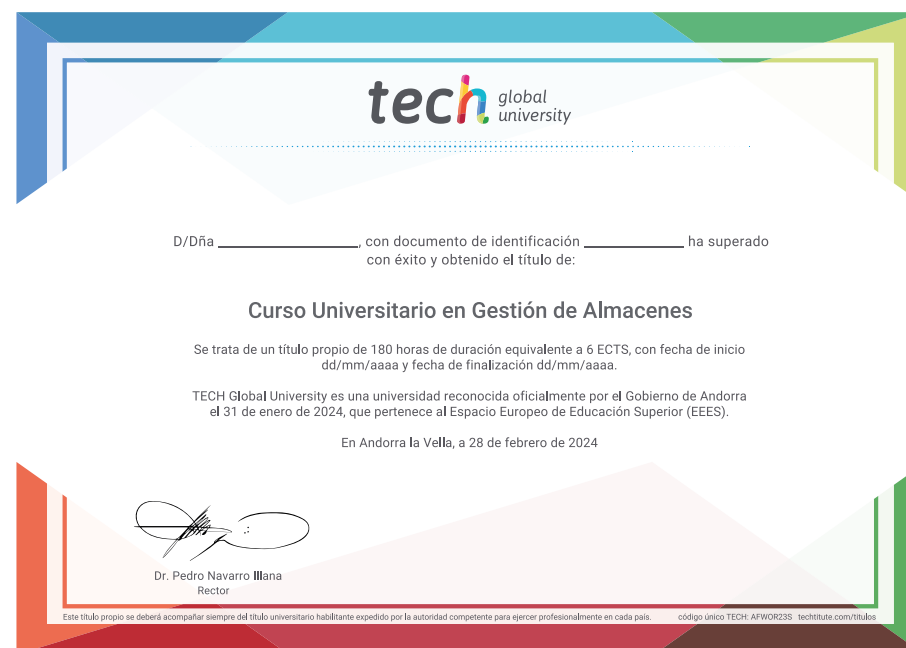 tech global university
D/Dña ________________, con documento de identificación ____________ ha superado
con éxito y obtenido el título de:
Curso Universitario en Gestión de Almacenes
Se trata de un título propio de 180 horas de duración equivalente a 6 ECTS, con fecha de inicio
dd/mm/aaaa y fecha de finalización dd/mm/aaaa.
TECH Global University es una universidad reconocida oficialmente por el Gobierno de Andorra
el 31 de enero de 2024, que pertenece al Espacio Europeo de Educación Superior (EEES).
En Andorra la Vella, a 28 de febrero de 2024
Dr. Pedro Navarro Illana
Rector
Este título propio se deberá acompañar siempre del título universitario habilitante expedido por la autoridad competente para ejercer profesionalmente en cada país. código único TECH: AFWOR23S techtitute.com/titulos